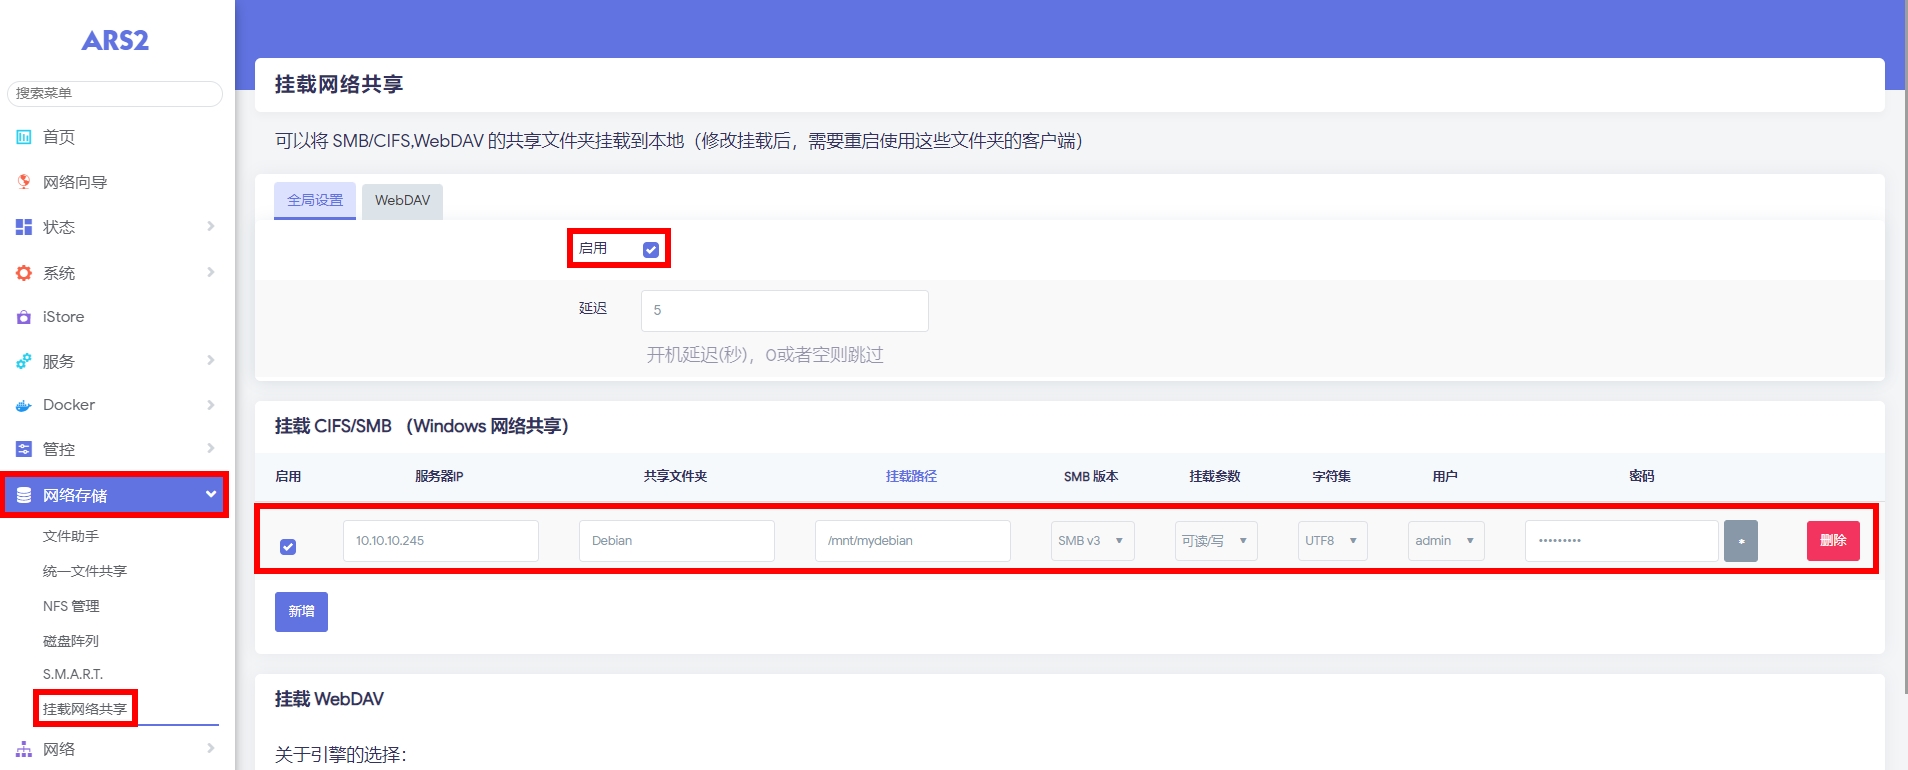 ARS2
搜索菜单
首页
网络向导
状态
系统
iStore
服务
Docker
管控
网络存储
文件助手
统一文件共享
NFS 管理
磁盘阵列
S.M.A.R.T.
挂载网络共享
网络
挂载网络共享
可以将 SMB/CIFS,WebDAV 的共享文件夹挂载到本地（修改挂载后，需要重启使用这些文件夹的客户端）
全局设置 WebDAV
启用
延迟 5
开机延迟(秒)，0或者空则跳过
挂载 CIFS/SMB （Windows 网络共享）
启用 服务器IP 共享文件夹 挂载路径 SMB 版本 挂载参数 字符集 用户 密码
10.10.10.245 Debian /mnt/mydebian SMB v3 可读/写 UTF8 admin ••••••••• * 删除
新增
挂载 WebDAV
关于引擎的选择：